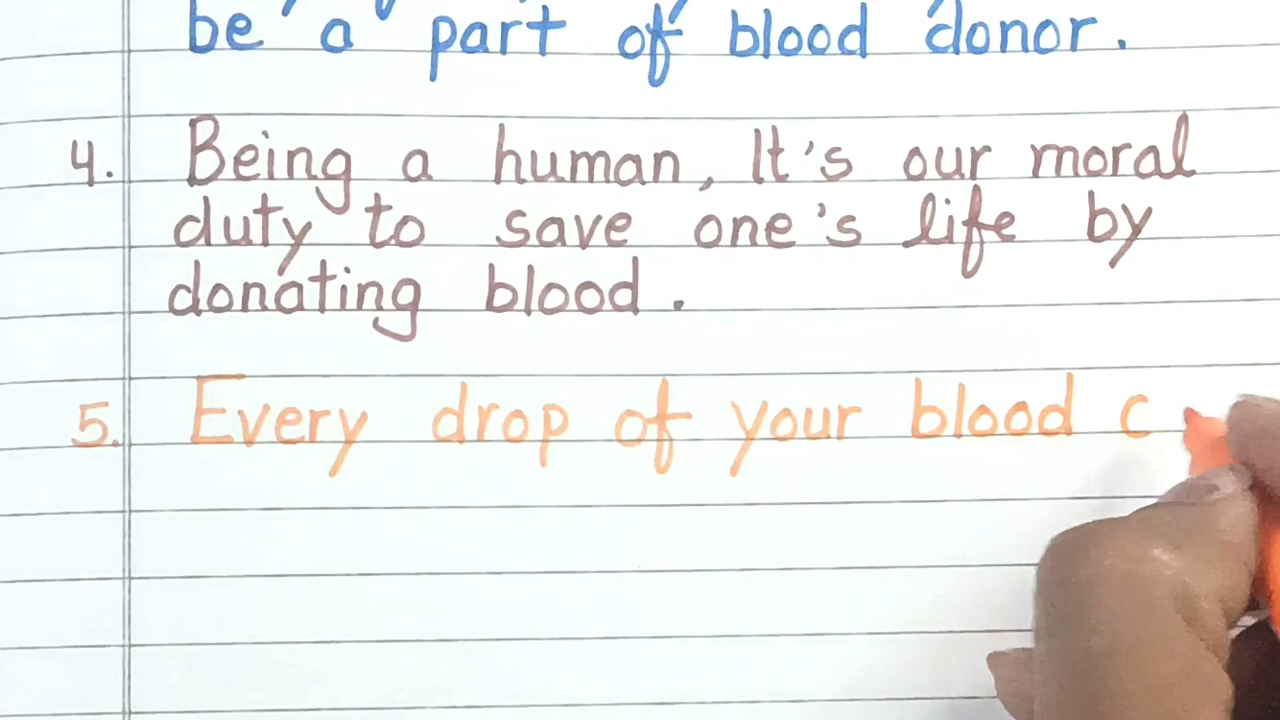 be a part of blood donor.
4. Being a human, It's our moral
duty to save one's life by
donating blood.
5. Every drop of your blood c